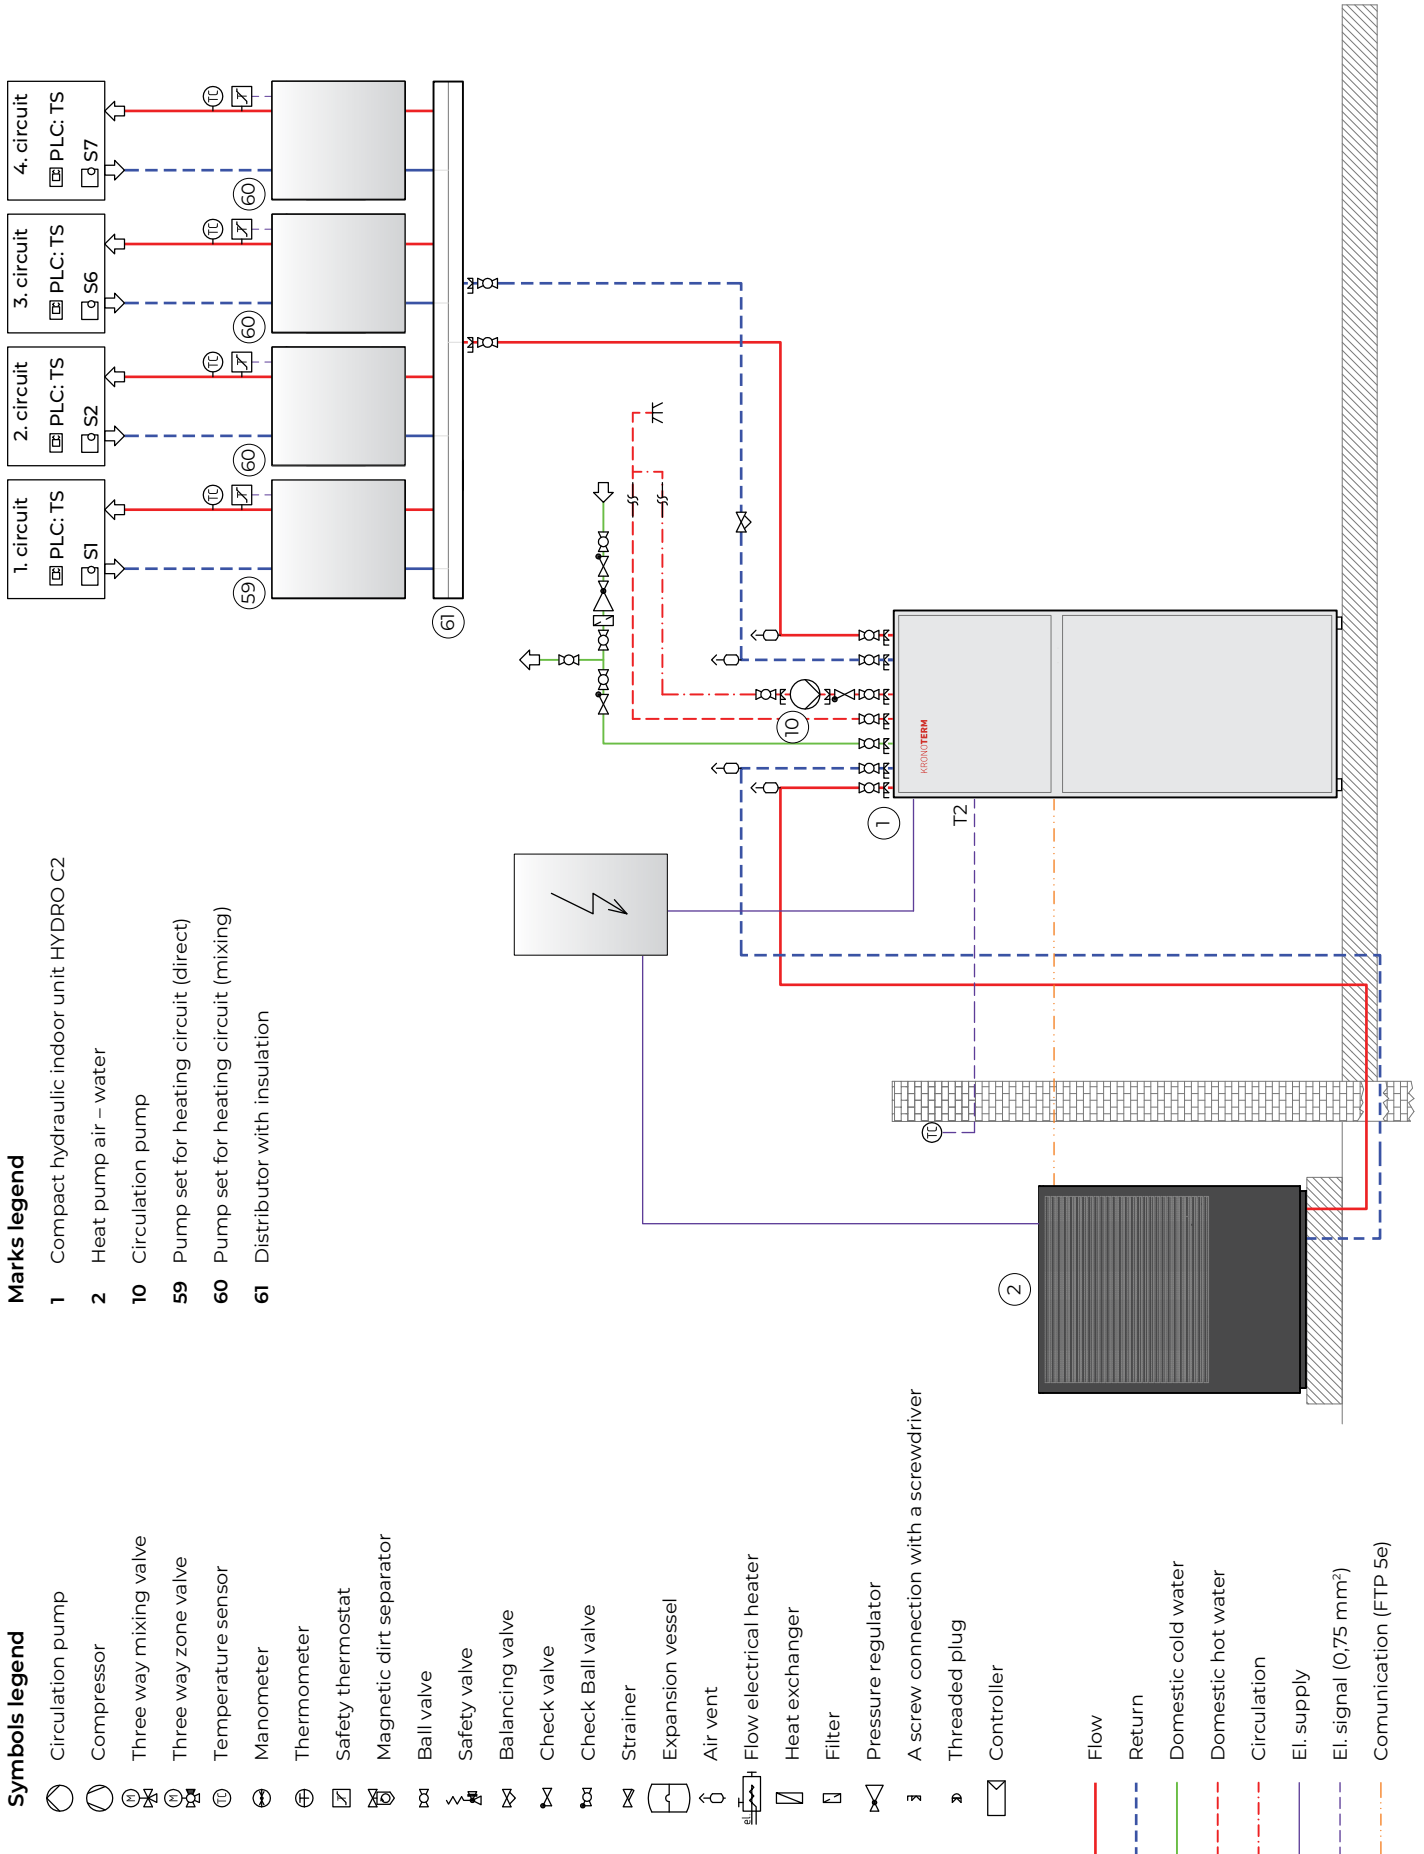 Symbols legend
Circulation pump
Compressor
M Three way mixing valve
M Three way zone valve
TC Temperature sensor
Manometer
Thermometer
Safety thermostat
Magnetic dirt separator
Ball valve
Safety valve
Balancing valve
Check valve
Check Ball valve
Strainer
Expansion vessel
Air vent
el. Flow electrical heater
Heat exchanger
Filter
Pressure regulator
A screw connection with a screwdriver
Threaded plug
Controller
Flow
Return
Domestic cold water
Domestic hot water
Circulation
El. supply
El. signal (0,75 mm²)
Comunication (FTP 5e)
Marks legend
1 Compact hydraulic indoor unit HYDRO C2
2 Heat pump air – water
10 Circulation pump
59 Pump set for heating circuit (direct)
60 Pump set for heating circuit (mixing)
61 Distributor with insulation
1. circuit
PLC: TS
S1
2. circuit
PLC: TS
S2
3. circuit
PLC: TS
S6
4. circuit
PLC: TS
S7
TC
T
TC
T
TC
T
TC
T
59
60
60
60
61
10
1
T2
KRONOTERM
TC
2